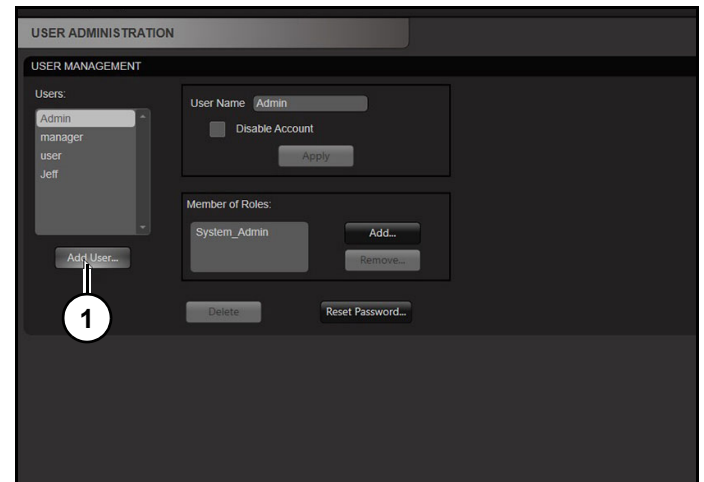 USER ADMINISTRATION
USER MANAGEMENT
Users:
Admin
manager
user
Jeff
Add User...
1
User Name Admin
Disable Account
Apply
Member of Roles:
System_Admin
Add...
Remove...
Delete
Reset Password...